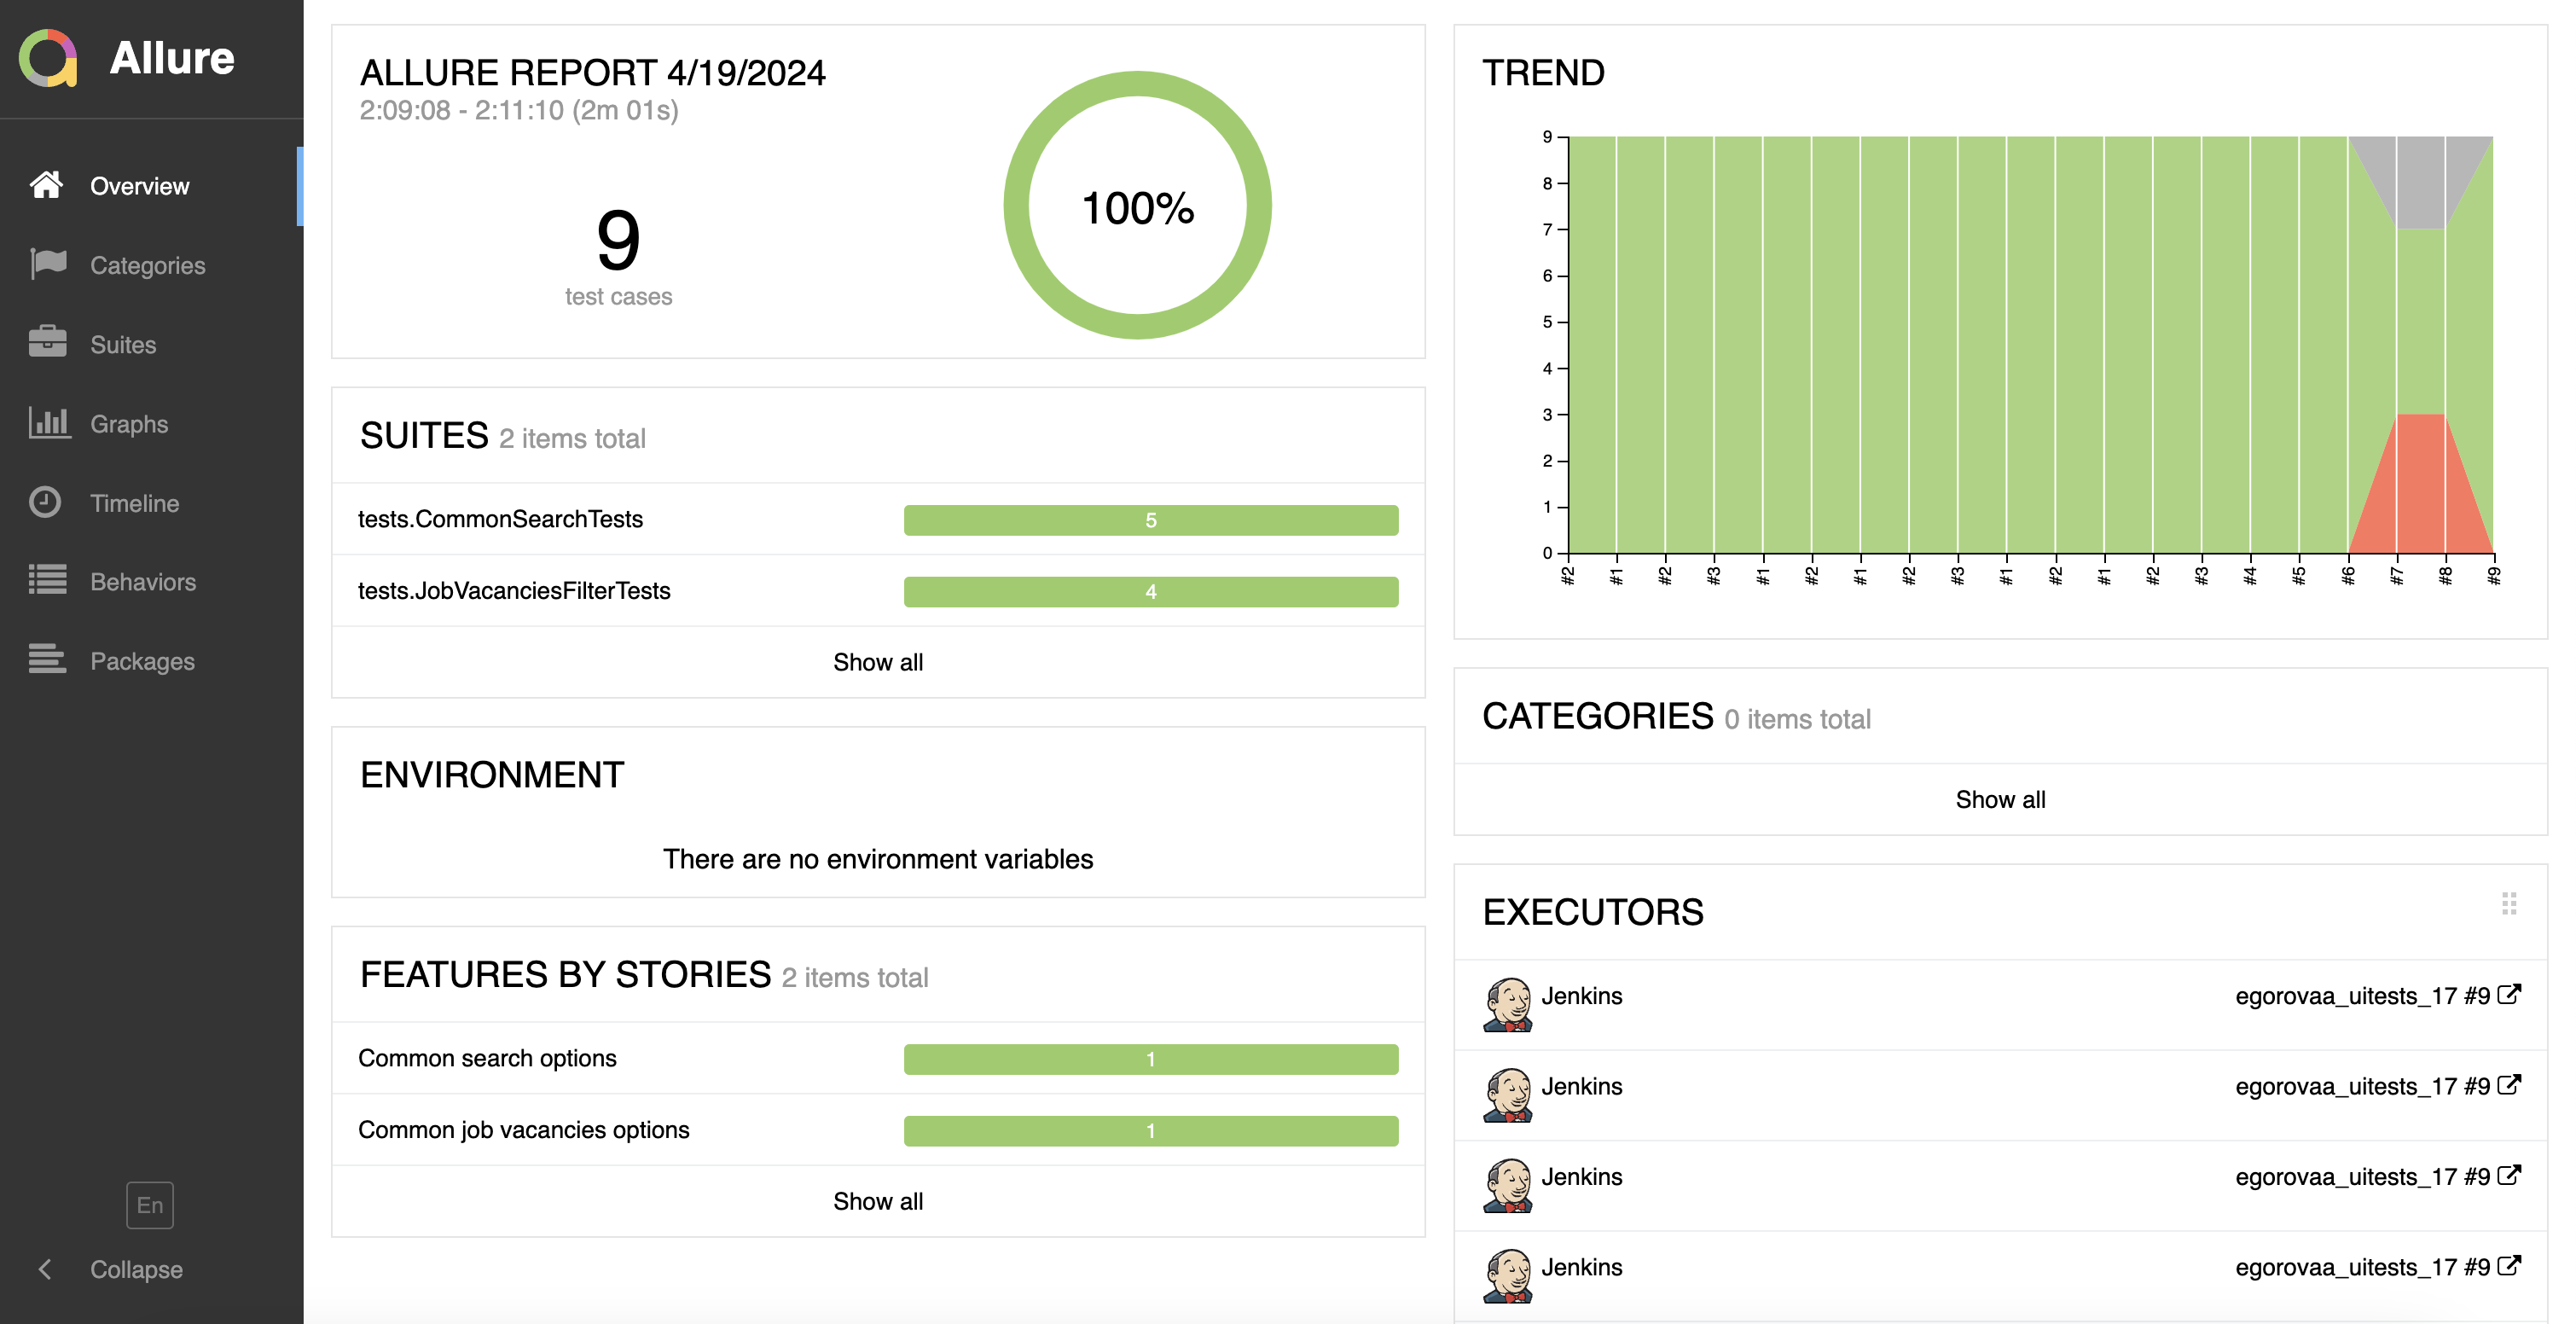 Allure
Overview
Categories
Suites
Graphs
Timeline
Behaviors
Packages
En
Collapse
ALLURE REPORT 4/19/2024
2:09:08 - 2:11:10 (2m 01s)
9
test cases
100%
SUITES 2 items total
tests.CommonSearchTests 5
tests.JobVacanciesFilterTests 4
Show all
ENVIRONMENT
There are no environment variables
FEATURES BY STORIES 2 items total
Common search options 1
Common job vacancies options 1
Show all
TREND
9
8
7
6
5
4
3
2
1
0
#2 #1 #2 #3 #1 #2 #1 #2 #3 #1 #2 #1 #2 #3 #4 #5 #6 #7 #8 #9
CATEGORIES 0 items total
Show all
EXECUTORS
Jenkins egorovaa_uitests_17 #9
Jenkins egorovaa_uitests_17 #9
Jenkins egorovaa_uitests_17 #9
Jenkins egorovaa_uitests_17 #9